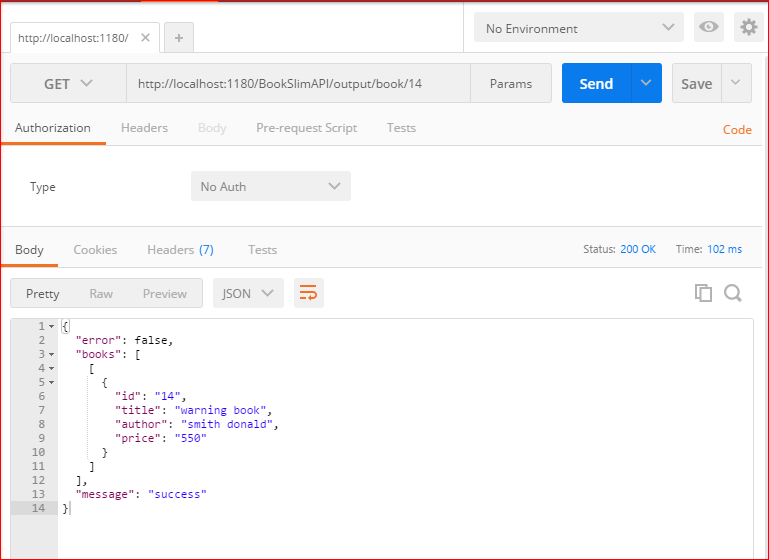 http://localhost:1180/ × +
No Environment
GET http://localhost:1180/BookSlimAPI/output/book/14 Params Send Save
Authorization Headers Body Pre-request Script Tests Code
Type No Auth
Body Cookies Headers (7) Tests Status: 200 OK Time: 102 ms
Pretty Raw Preview JSON
1 {
2 "error": false,
3 "books": [
4 [
5 {
6 "id": "14",
7 "title": "warning book",
8 "author": "smith donald",
9 "price": "550"
10 }
11 ]
12 ],
13 "message": "success"
14 }